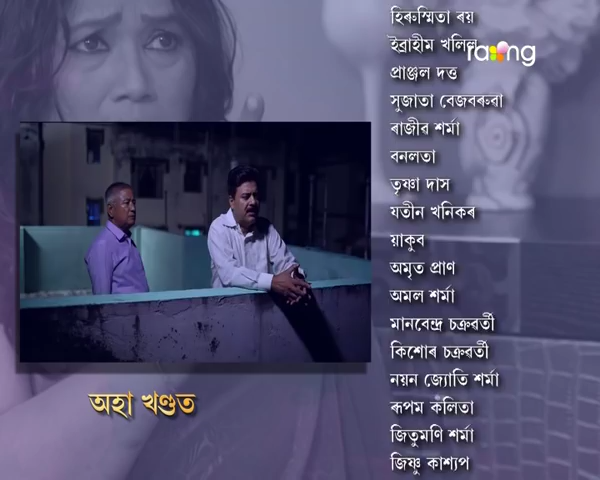 হিৰুস্মিতা ৰয়
ইব্ৰাহীম খলিল
প্ৰাঞ্জল দত্ত
সুজাতা বেজবৰুৱা
ৰাজীৱ শৰ্মা
বনলতা
তৃষ্ণা দাস
যতীন খনিকৰ
য়াকুব
অমৃত প্ৰাণ
অমল শৰ্মা
মানবেন্দ্ৰ চক্ৰৱৰ্তী
কিশোৰ চক্ৰৱৰ্তী
নয়ন জ্যোতি শৰ্মা
ৰূপম কলিতা
জিতুমণি শৰ্মা
জিষ্ণু কাশ্যপ
rang
অহা খণ্ডত